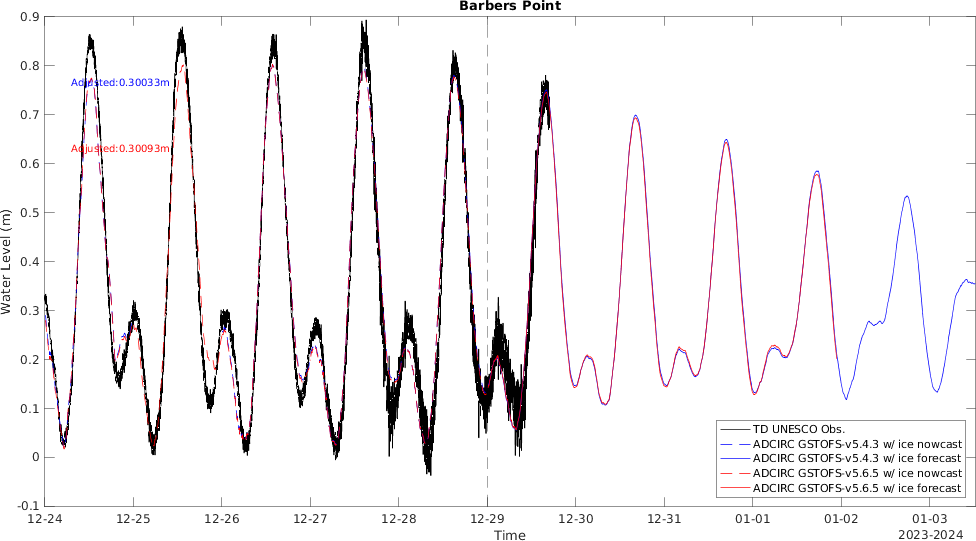 Barbers Point
0.9
0.8
0.7
0.6
0.5
0.4
0.3
0.2
0.1
0
-0.1
Water Level (m)
Adjusted:0.30033m
Adjusted:0.30093m
TD UNESCO Obs.
ADCIRC GSTOFS-v5.4.3 w/ ice nowcast
ADCIRC GSTOFS-v5.4.3 w/ ice forecast
ADCIRC GSTOFS-v5.6.5 w/ ice nowcast
ADCIRC GSTOFS-v5.6.5 w/ ice forecast
12-24 12-25 12-26 12-27 12-28 12-29 12-30 12-31 01-01 01-02 01-03
Time
2023-2024